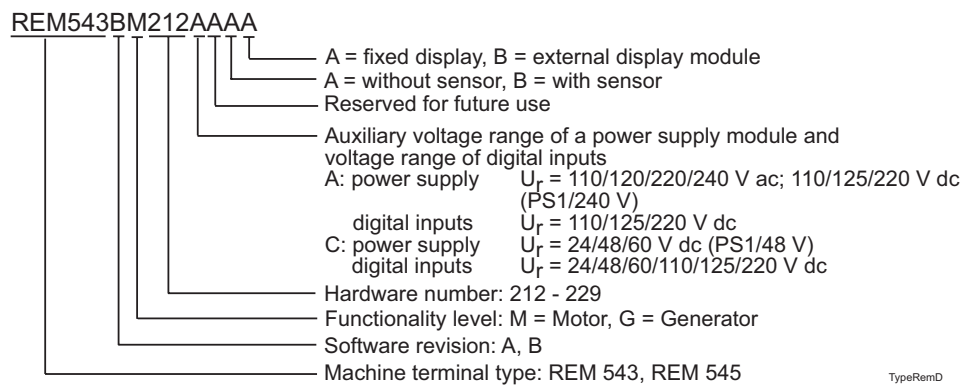 REM543BM212AAAA
A = fixed display, B = external display module
A = without sensor, B = with sensor
Reserved for future use
Auxiliary voltage range of a power supply module and
voltage range of digital inputs
A: power supply Ur = 110/120/220/240 V ac; 110/125/220 V dc
(PS1/240 V)
digital inputs Ur = 110/125/220 V dc
C: power supply Ur = 24/48/60 V dc (PS1/48 V)
digital inputs Ur = 24/48/60/110/125/220 V dc
Hardware number: 212 - 229
Functionality level: M = Motor, G = Generator
Software revision: A, B
Machine terminal type: REM 543, REM 545
TypeRemD